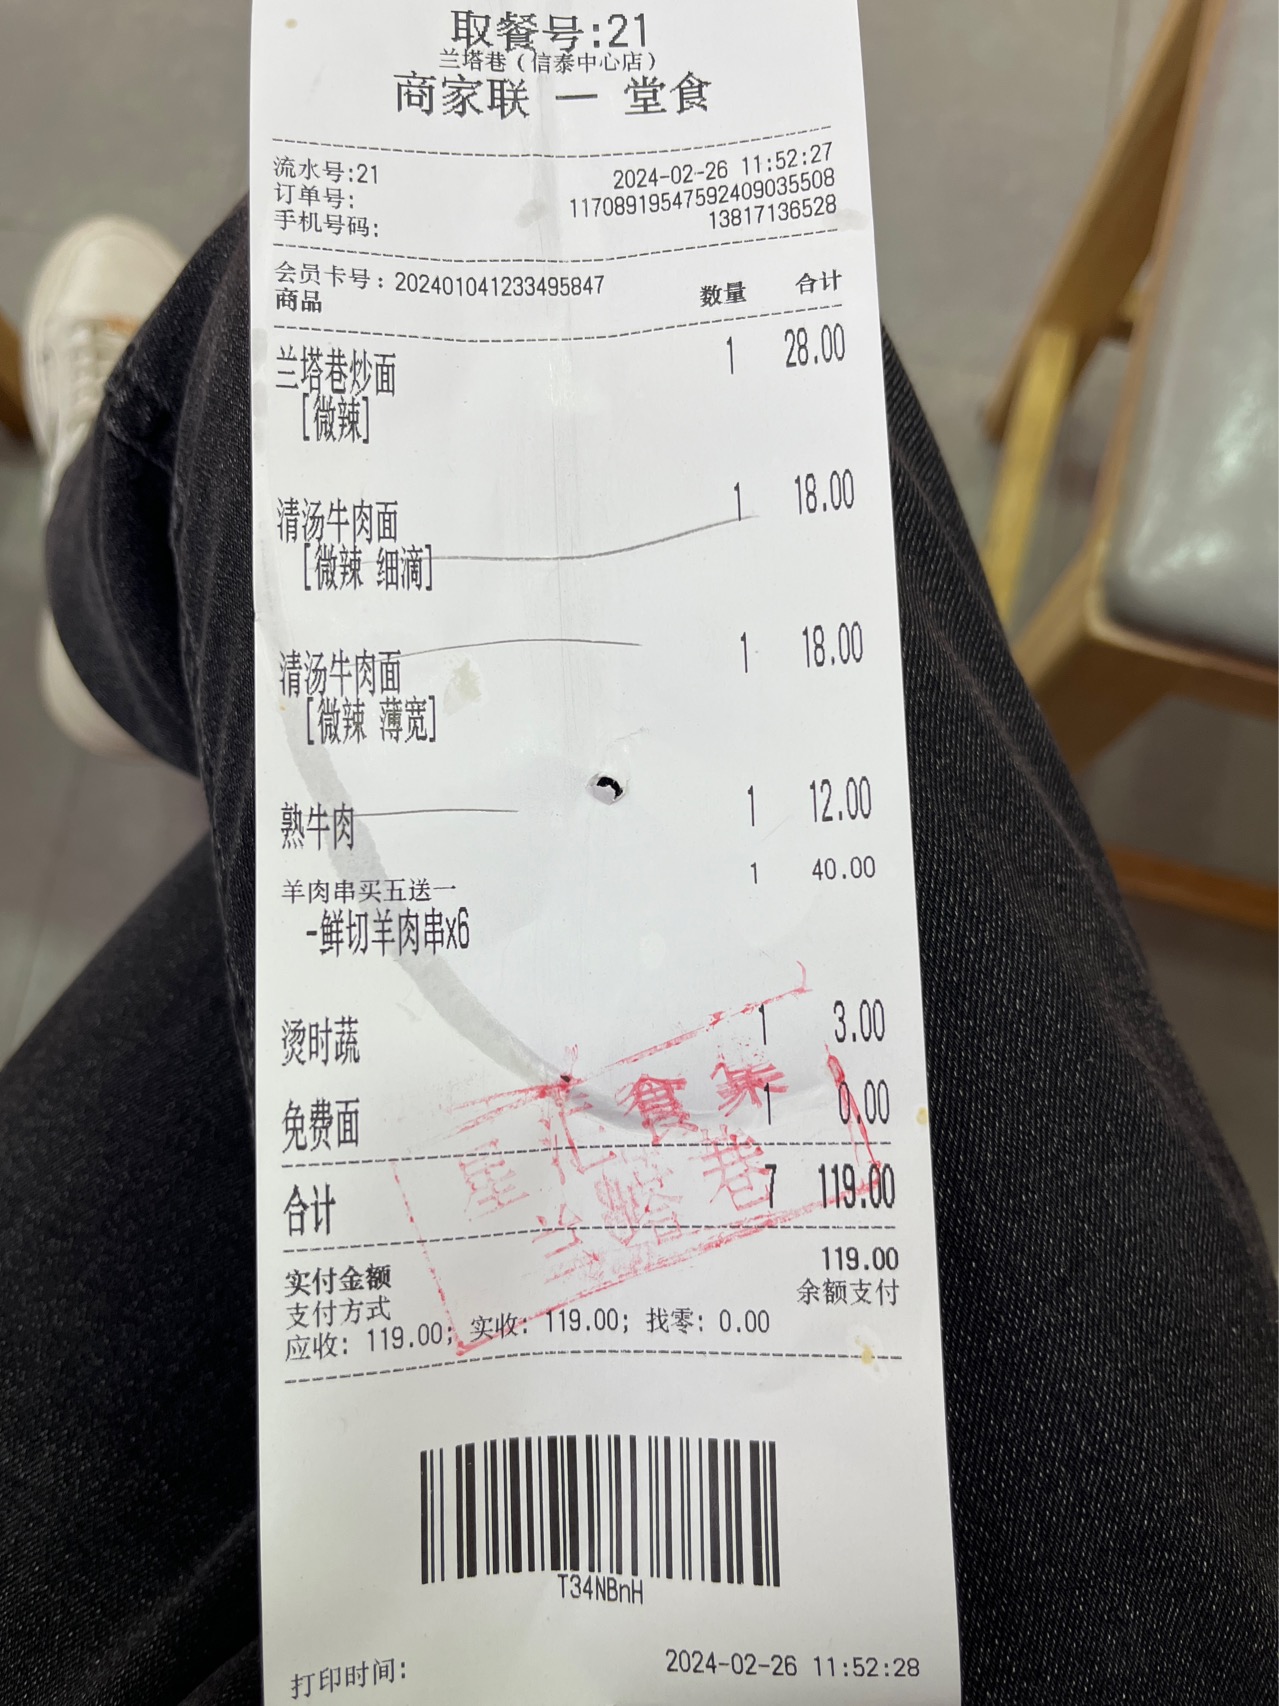 取餐号:21
兰塔巷(信泰中心店)
商家联 — 堂食
流水号:21 2024-02-26 11:52:27
订单号: 11708919547592409035508
手机号码: 13817136528
会员卡号:202401041233495847
商品 数量 合计
兰塔巷炒面 1 28.00
[微辣]
清汤牛肉面 1 18.00
[微辣 细滴]
清汤牛肉面 1 18.00
[微辣 薄宽]
熟牛肉 1 12.00
羊肉串买五送一 1 40.00
-鲜切羊肉串x6
烫时蔬 1 3.00
免费面 1 0.00
合计 7 119.00
实付金额 119.00
支付方式 余额支付
应收: 119.00; 实收: 119.00; 找零: 0.00
T34NBnH
打印时间: 2024-02-26 11:52:28